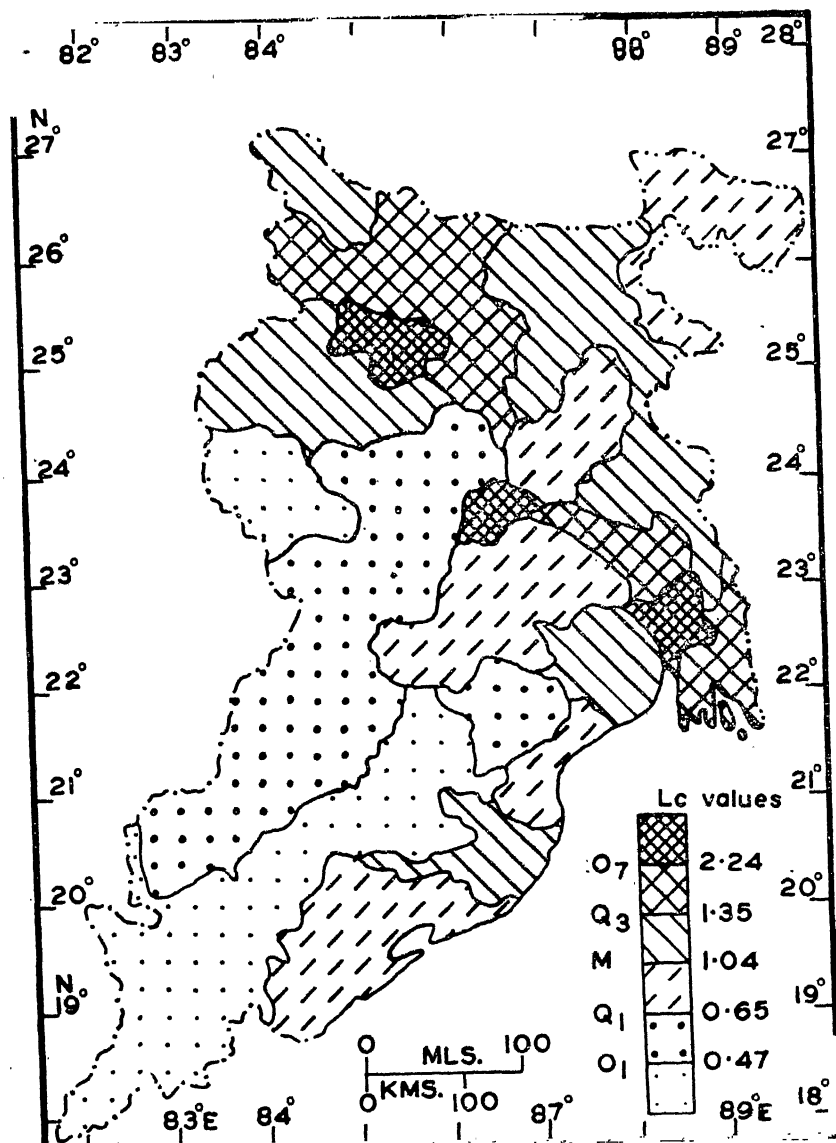 82° 83° 84° 88° 89° 28°
N
27° 27°
26°
25° 25°
24° 24°
23° 23°
22° 22°
21° 21°
Lc values
O7 2·24
20° 20°
Q3 1·35
M 1·04
N
19° 19°
Q1 0·65
0 MLS. 100
O1 0·47
KMS.
0 100
83°E 84° 87° 89°E 18°